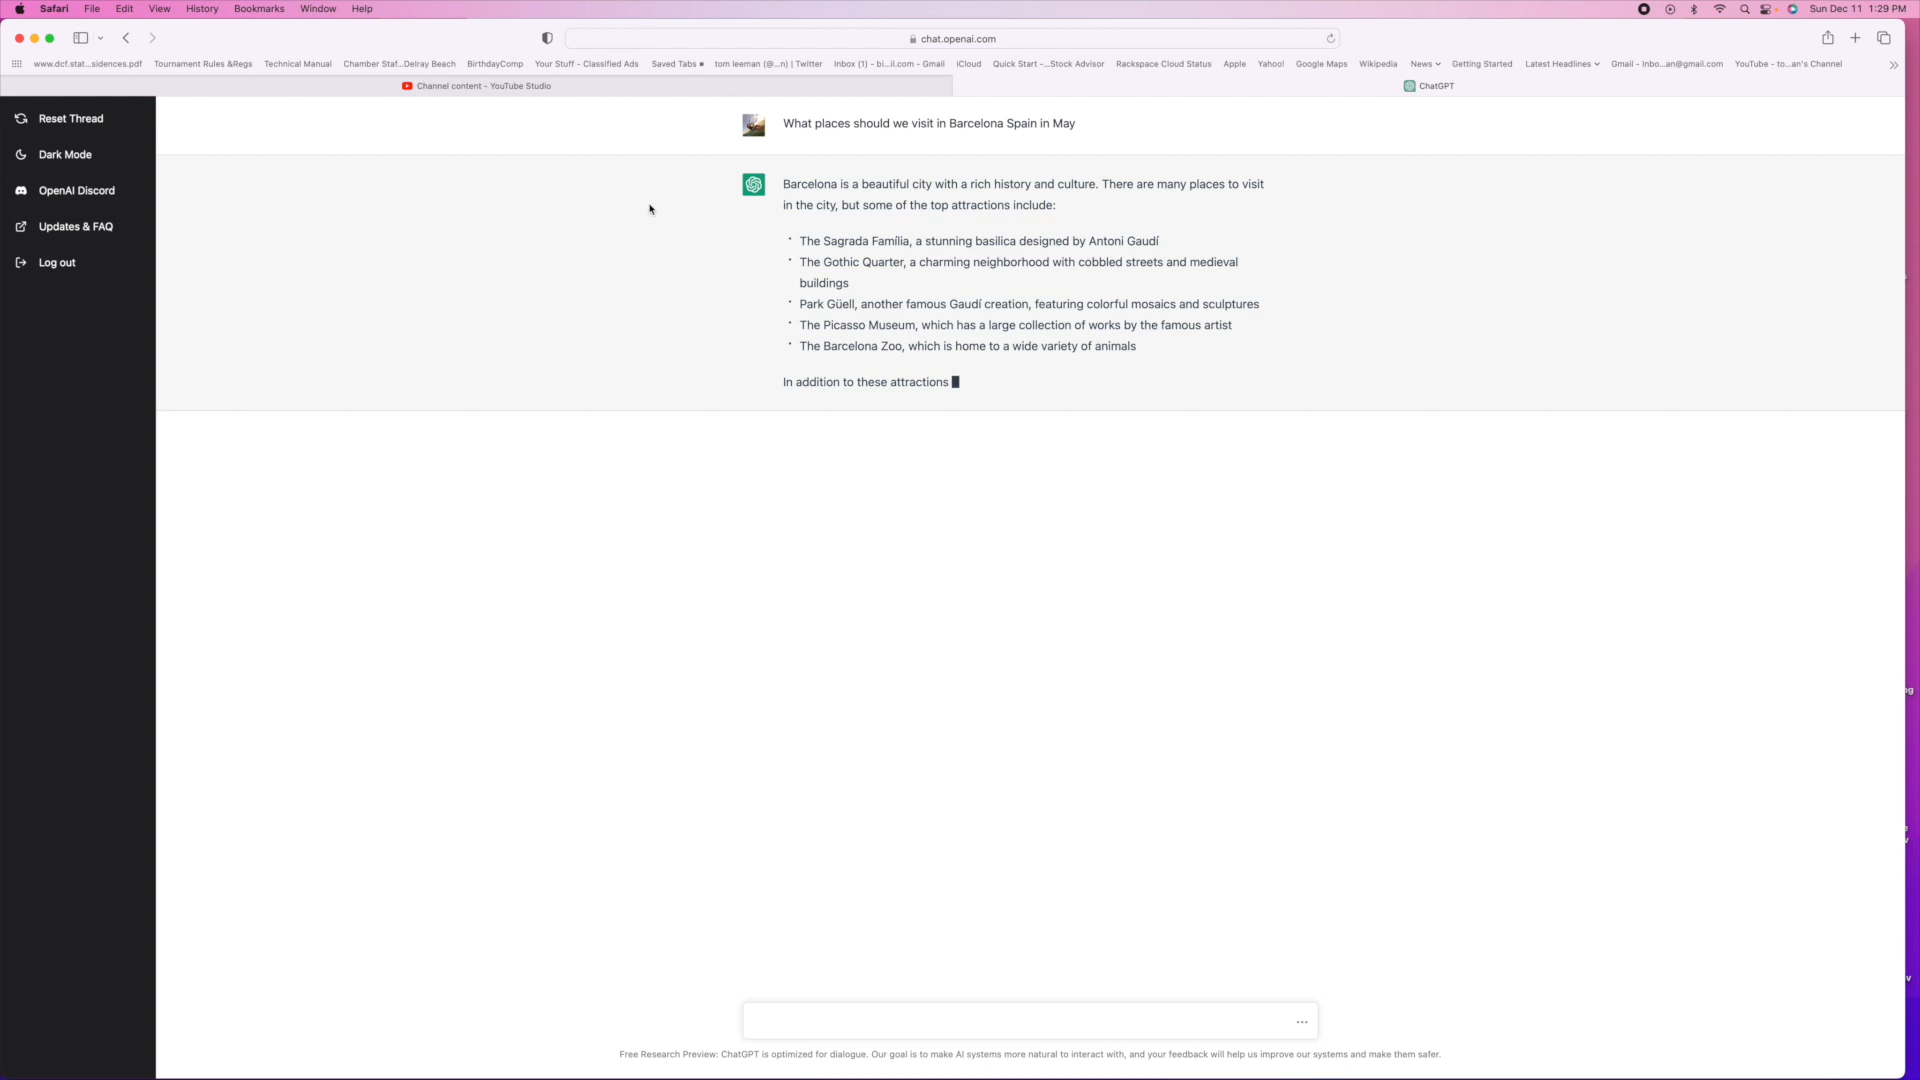 Safari File Edit View History Bookmarks Window Help Sun Dec 11 1:29 PM
chat.openai.com
www.dcf.stat...sidences.pdf Tournament Rules &Regs Technical Manual Chamber Staf...Delray Beach BirthdayComp Your Stuff - Classified Ads Saved Tabs tom leeman (@...n) | Twitter Inbox (1) - bi...il.com - Gmail iCloud Quick Start -...Stock Advisor Rackspace Cloud Status Apple Yahoo! Google Maps Wikipedia News Getting Started Latest Headlines Gmail - Inbo...an@gmail.com YouTube - to...an's Channel
Channel content - YouTube Studio ChatGPT
Reset Thread
Dark Mode
OpenAI Discord
Updates & FAQ
Log out
What places should we visit in Barcelona Spain in May
Barcelona is a beautiful city with a rich history and culture. There are many places to visit
in the city, but some of the top attractions include:
• The Sagrada Família, a stunning basilica designed by Antoni Gaudí
• The Gothic Quarter, a charming neighborhood with cobbled streets and medieval
buildings
• Park Güell, another famous Gaudí creation, featuring colorful mosaics and sculptures
• The Picasso Museum, which has a large collection of works by the famous artist
• The Barcelona Zoo, which is home to a wide variety of animals
In addition to these attractions
Free Research Preview: ChatGPT is optimized for dialogue. Our goal is to make AI systems more natural to interact with, and your feedback will help us improve our systems and make them safer.